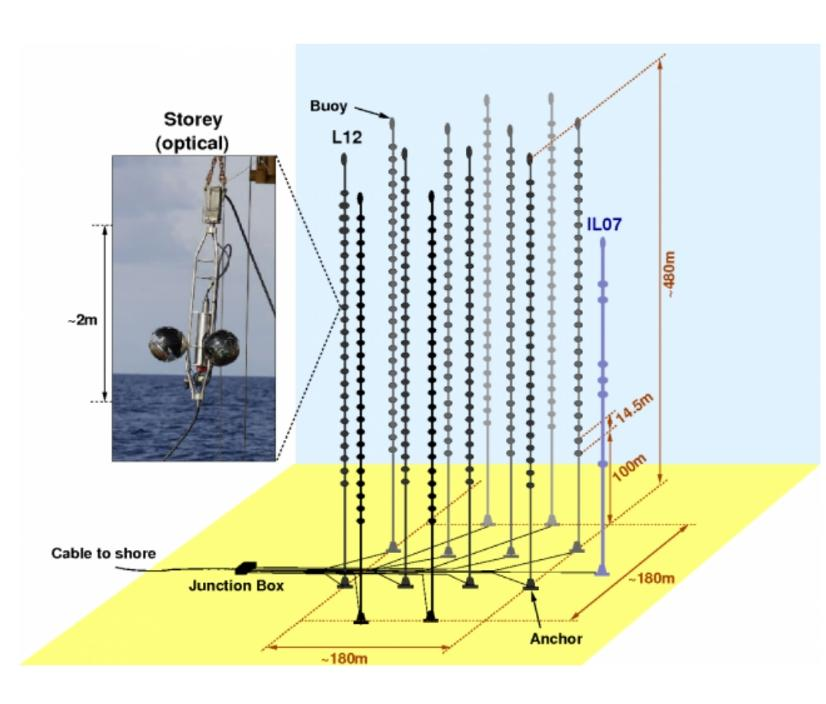 Storey
(optical)
Buoy
L12
IL07
~2m
~480m
14.5m
100m
Cable to shore
Junction Box
~180m
Anchor
~180m